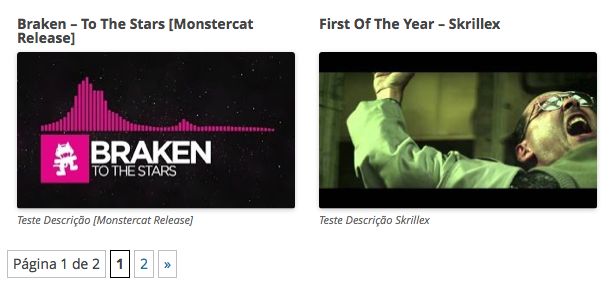 Braken – To The Stars [Monstercat
Release]
First Of The Year – Skrillex
BRAKEN
TO THE STARS
Teste Descrição [Monstercat Release]
Teste Descrição Skrillex
Página 1 de 2 1 2 »